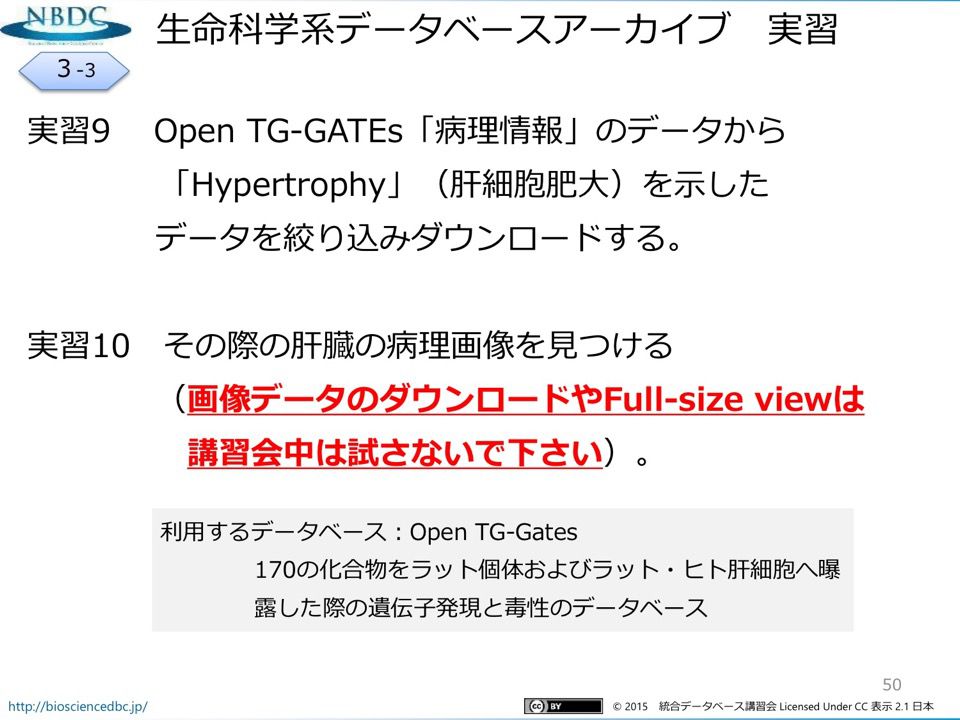 NBDC
生命科学系データベースアーカイブ　実習
3-3
実習9　Open TG-GATEs「病理情報」のデータから
「Hypertrophy」（肝細胞肥大）を示した
データを絞り込みダウンロードする。
実習10　その際の肝臓の病理画像を見つける
（画像データのダウンロードやFull-size viewは
講習会中は試さないで下さい）。
利用するデータベース：Open TG-Gates
170の化合物をラット個体およびラット・ヒト肝細胞へ曝
露した際の遺伝子発現と毒性のデータベース
50
http://biosciencedbc.jp/
cc BY
© 2015　統合データベース講習会 Licensed Under CC 表示 2.1 日本